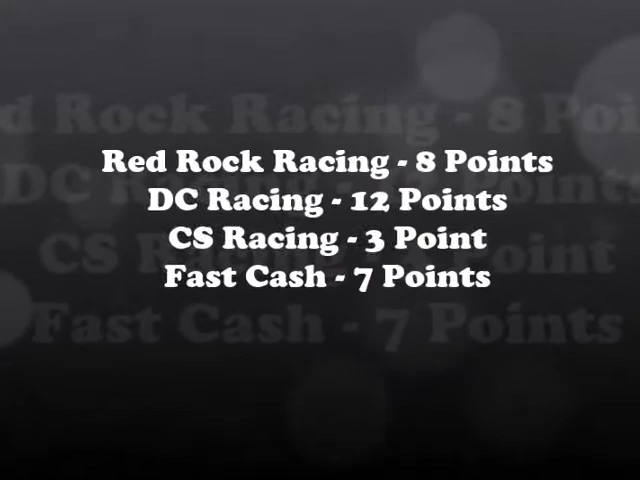 Red Rock Racing - 8 Points
DC Racing - 12 Points
CS Racing - 3 Point
Fast Cash - 7 Points